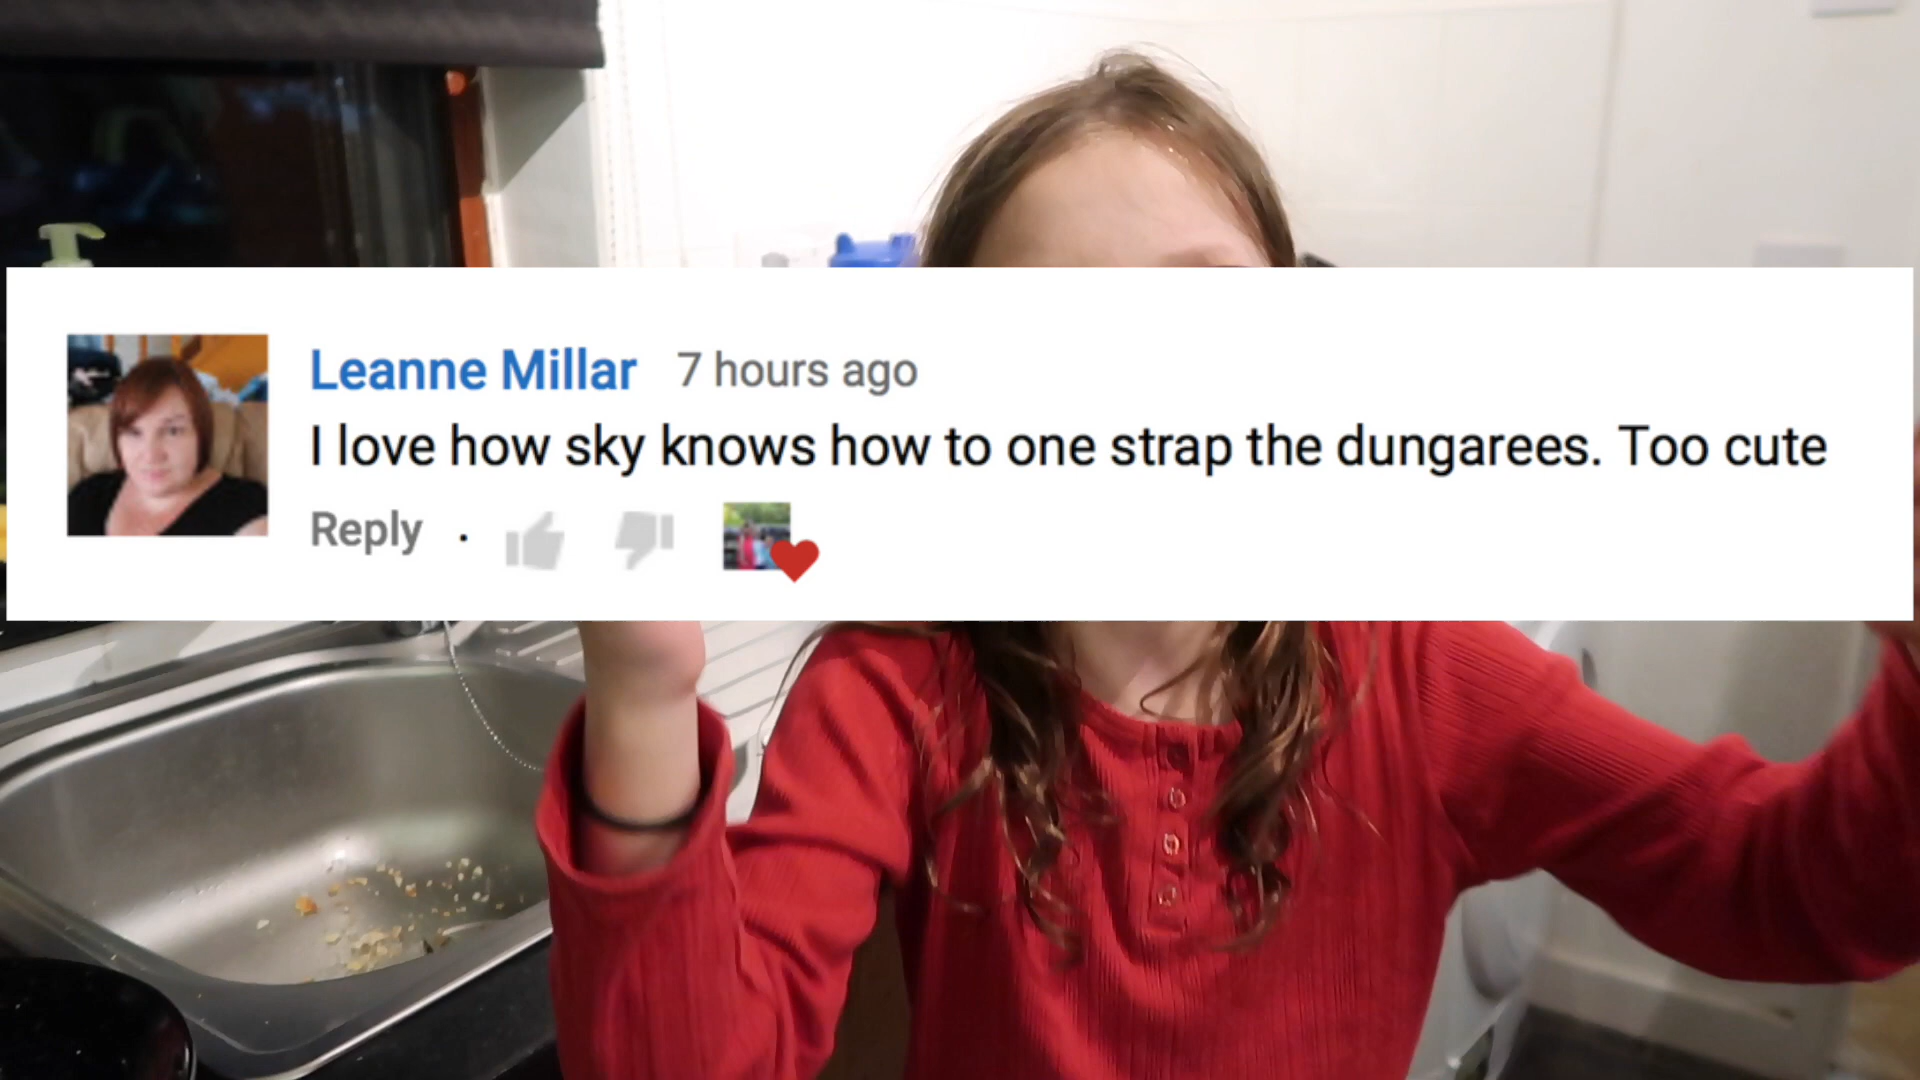 Leanne Millar 7 hours ago
I love how sky knows how to one strap the dungarees. Too cute
Reply .